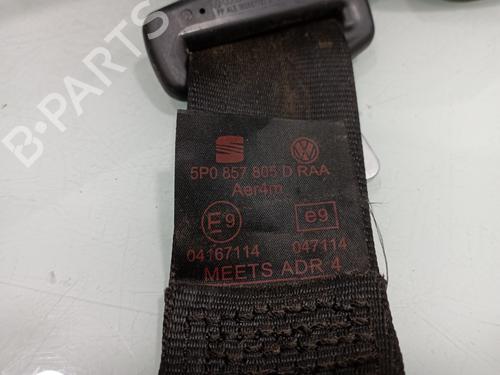 B-PARTS
5P0 857 805 D RAA
Aer4m
E9
e9
04167114 047114
MEETS ADR 4